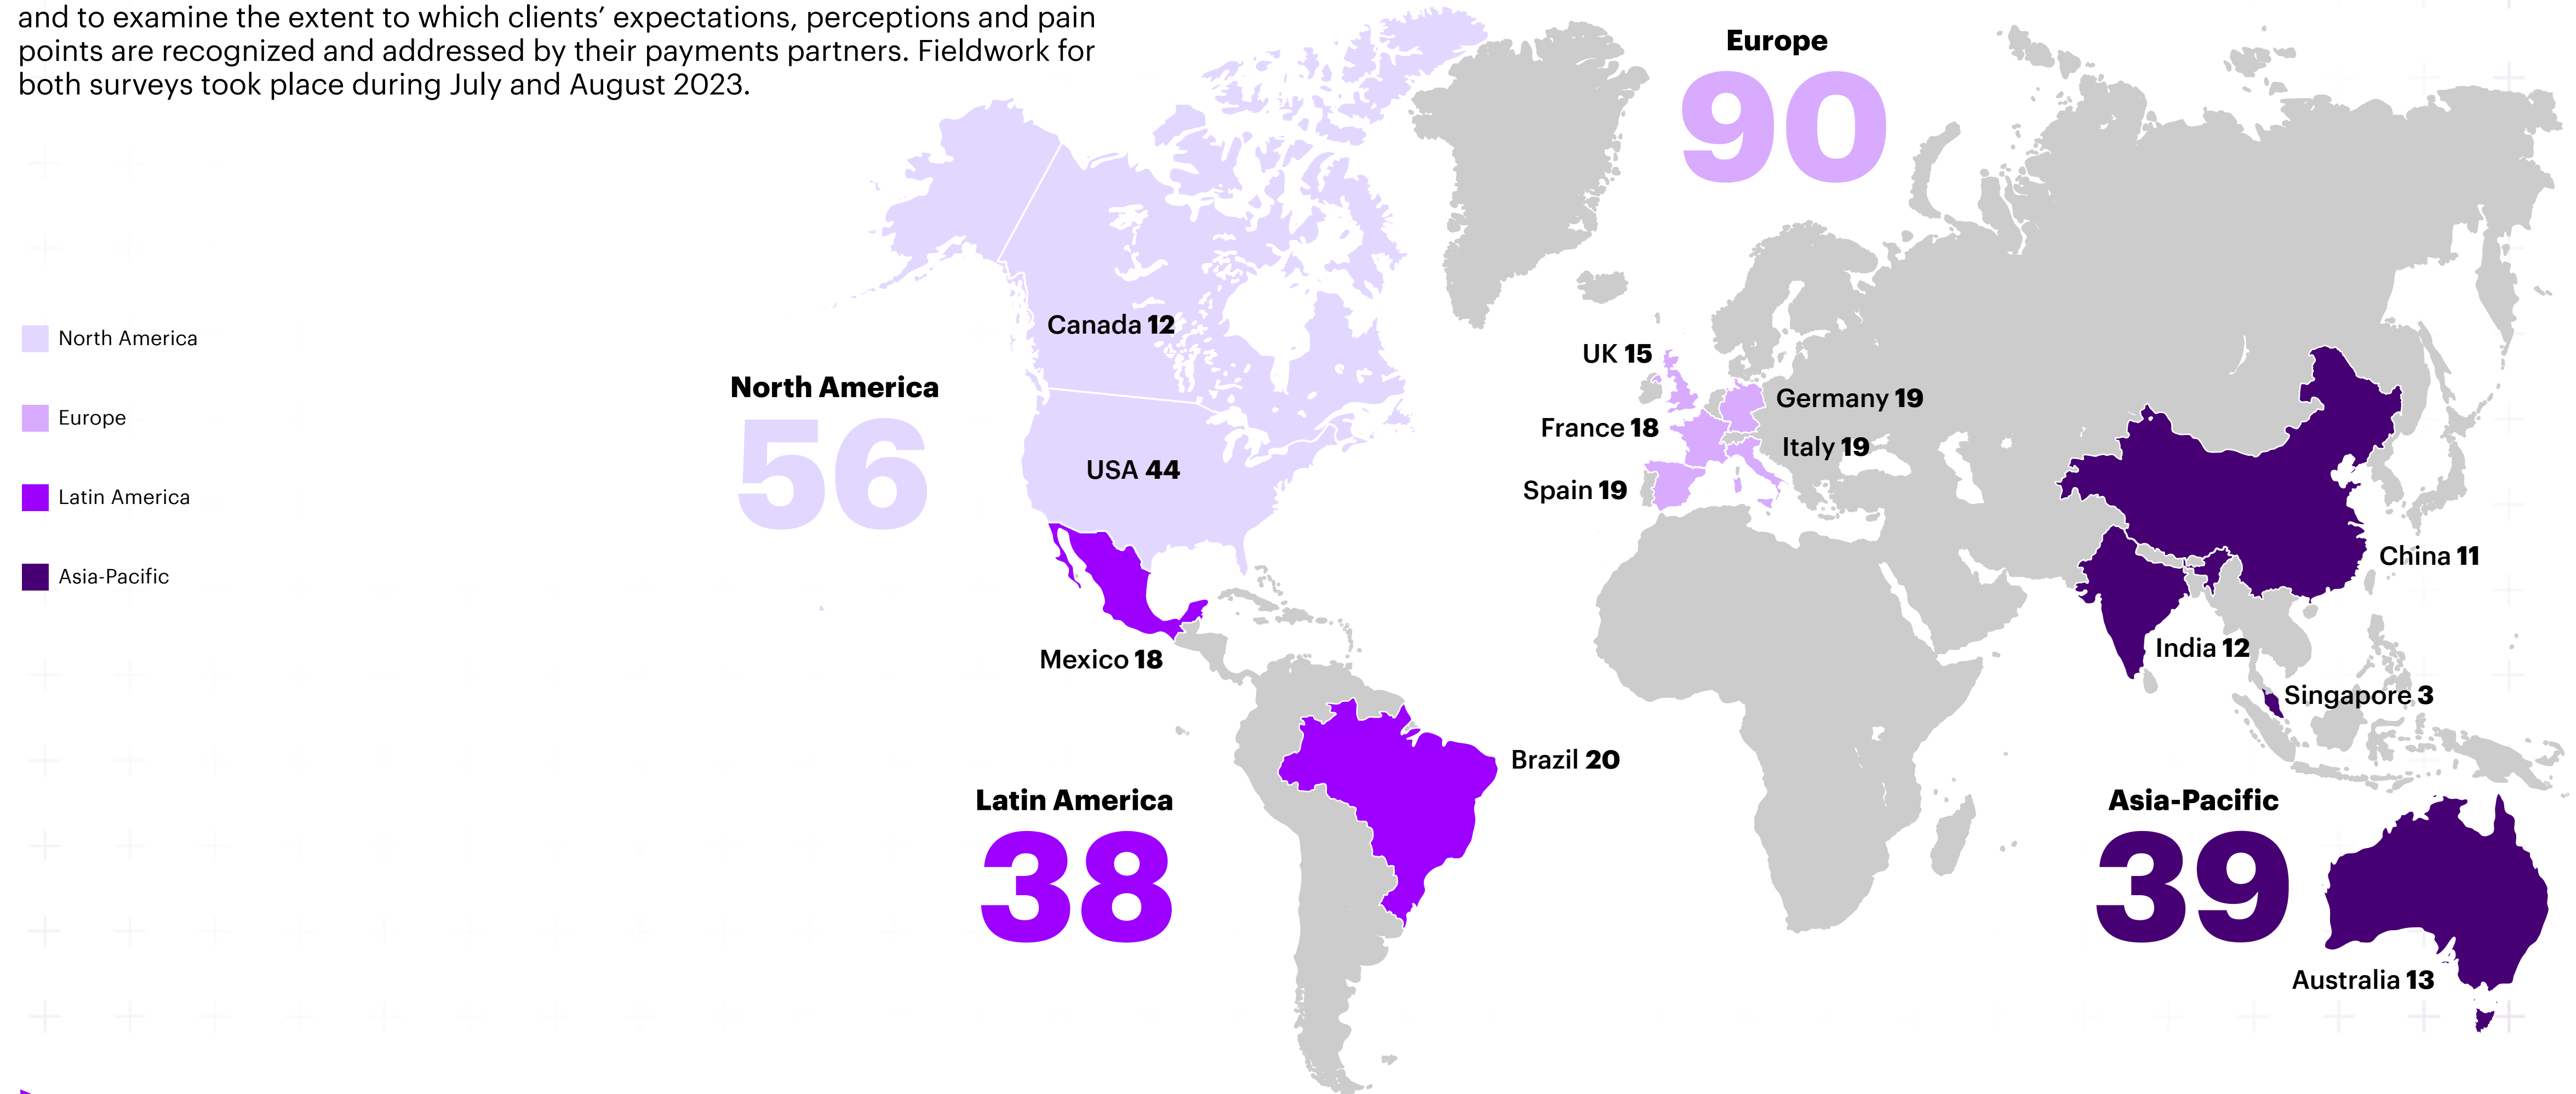 and to examine the extent to which clients’ expectations, perceptions and pain
points are recognized and addressed by their payments partners. Fieldwork for
both surveys took place during July and August 2023.
North America
Europe
Latin America
Asia-Pacific
North America
56
Canada 12
USA 44
Mexico 18
Latin America
38
Brazil 20
Europe
90
UK 15
Germany 19
France 18
Italy 19
Spain 19
China 11
India 12
Singapore 3
Asia-Pacific
39
Australia 13